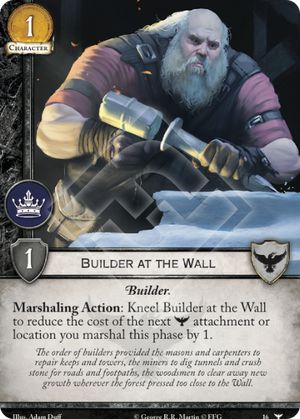 1
CHARACTER
1
BUILDER AT THE WALL
Builder.
Marshaling Action: Kneel Builder at the Wall
to reduce the cost of the next attachment or
location you marshal this phase by 1.
The order of builders provided the masons and carpenters to
repair keeps and towers, the miners to dig tunnels and crush
stone for roads and footpaths, the woodsmen to clear away new
growth wherever the forest pressed too close to the Wall.
Illus. Adam Duff
© George R.R. Martin © FFG
16